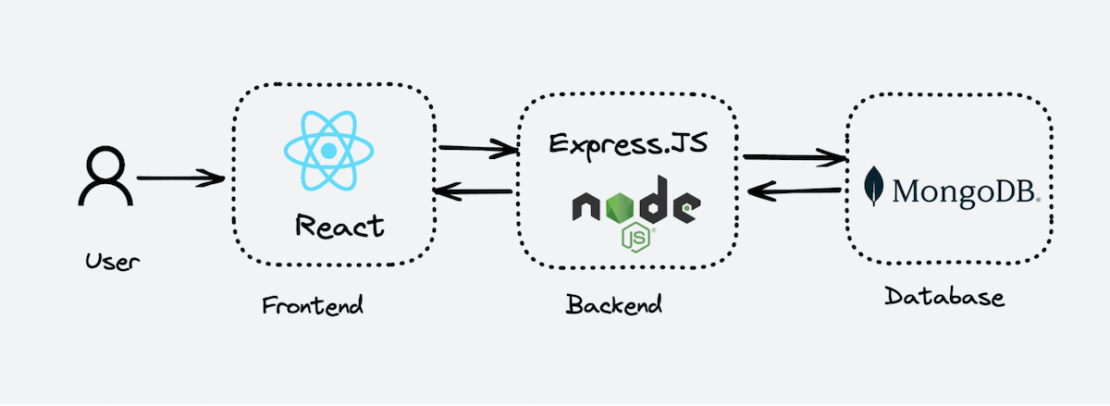 User
React
Frontend
Express.JS
node
JS
Backend
MongoDB®
Database